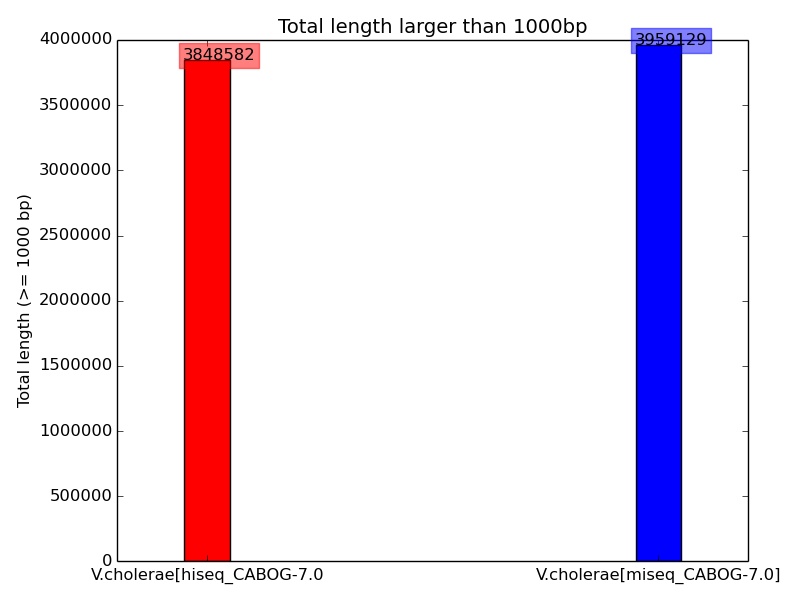 Total length larger than 1000bp
4000000
3848582
3959129
3500000
3000000
2500000
2000000
1500000
1000000
500000
0
Total length (>= 1000 bp)
V.cholerae[hiseq_CABOG-7.0
V.cholerae[miseq_CABOG-7.0]